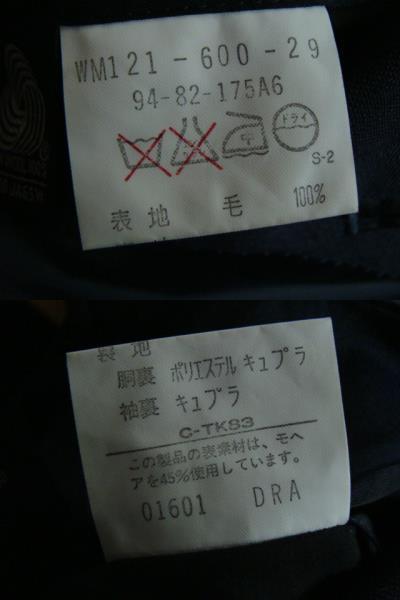 WM121-600-29
94-82-175A6
ドライ
S-2
表地 毛 100%
表地
胴裏 ポリエステル キュプラ
袖裏 キュプラ
C-TK83
この製品の表素材は、モヘ
アを45%使用しています。
01601 DRA